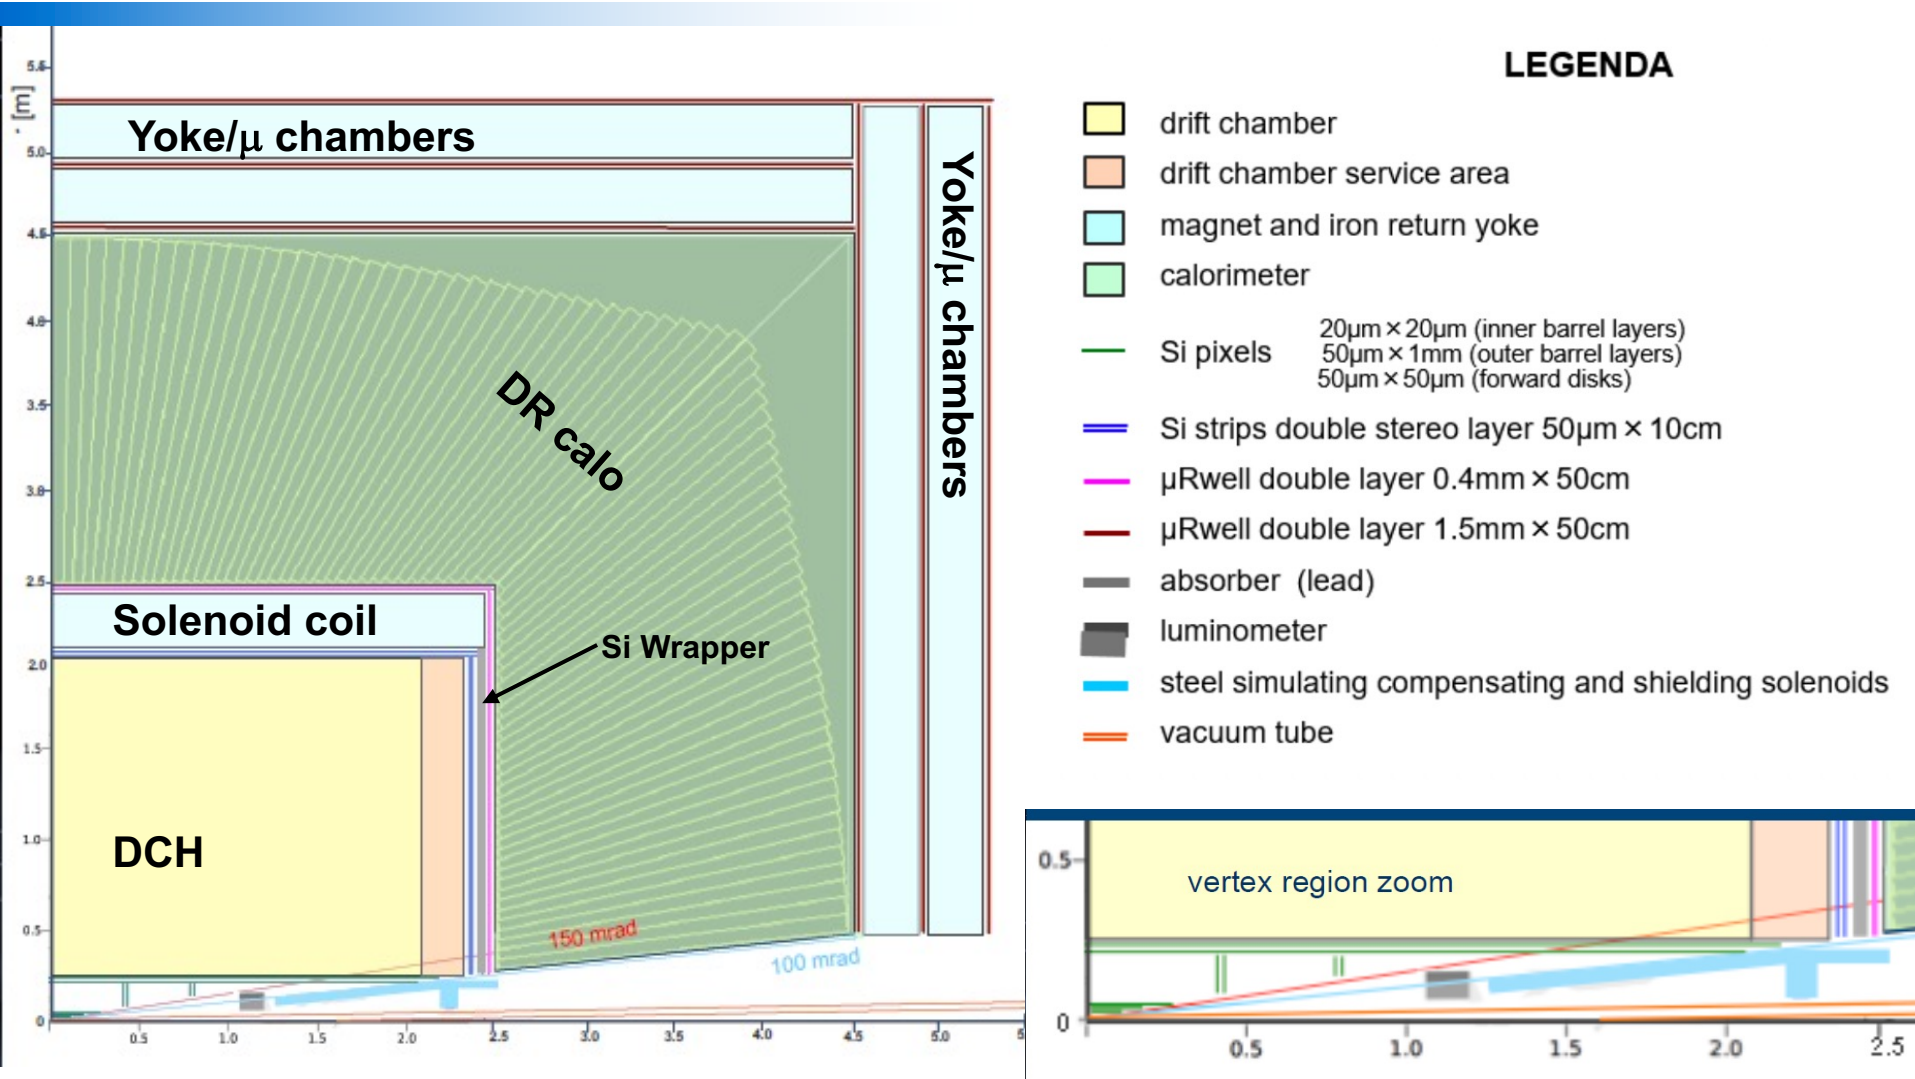 5.5
[m]
Yoke/μ chambers
5.0
4.5
4.0
3.5
3.0
2.5
2.0
1.5
1.0
0.5
0
Yoke/μ chambers
DR calo
Solenoid coil
Si Wrapper
DCH
150 mrad
100 mrad
0.5 1.0 1.5 2.0 2.5 3.0 3.5 4.0 4.5 5.0
LEGENDA
drift chamber
drift chamber service area
magnet and iron return yoke
calorimeter
Si pixels
20μm×20μm (inner barrel layers)
50μm×1mm (outer barrel layers)
50μm×50μm (forward disks)
Si strips double stereo layer 50μm×10cm
μRwell double layer 0.4mm×50cm
μRwell double layer 1.5mm×50cm
absorber (lead)
luminometer
steel simulating compensating and shielding solenoids
vacuum tube
0.5
vertex region zoom
0
0.5 1.0 1.5 2.0 2.5